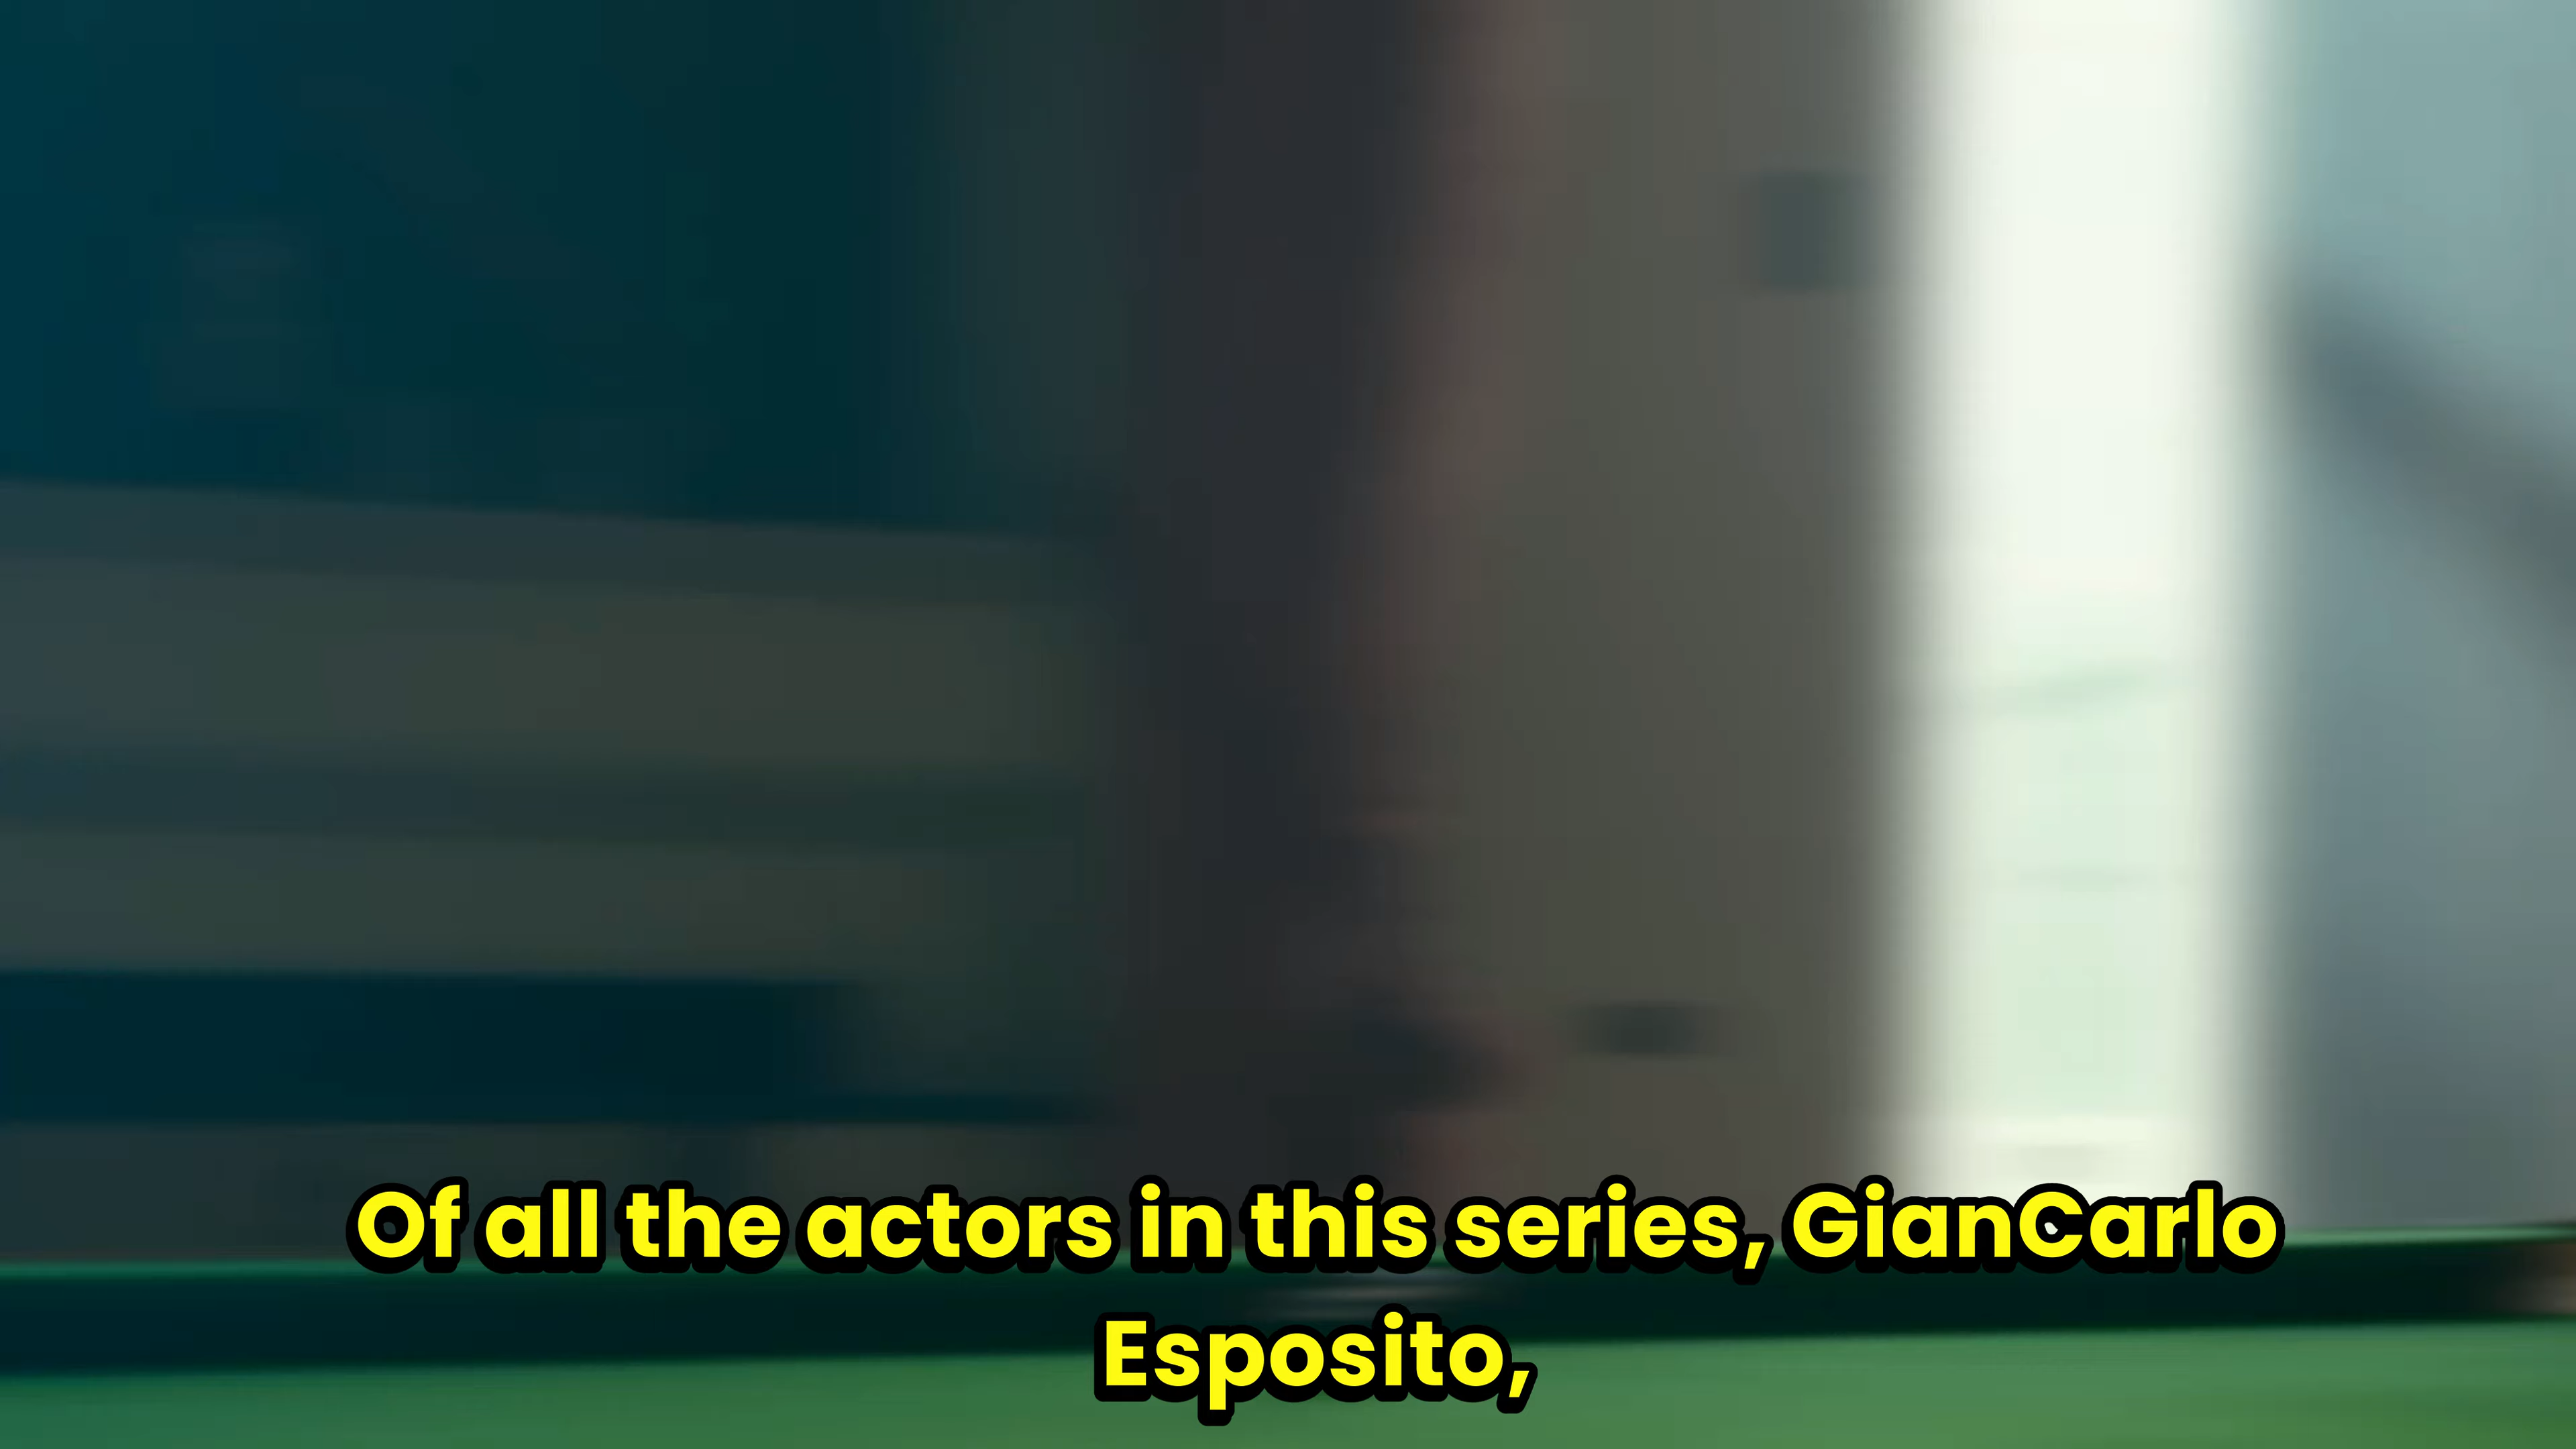 Of all the actors in this series, GianCarlo
Esposito,